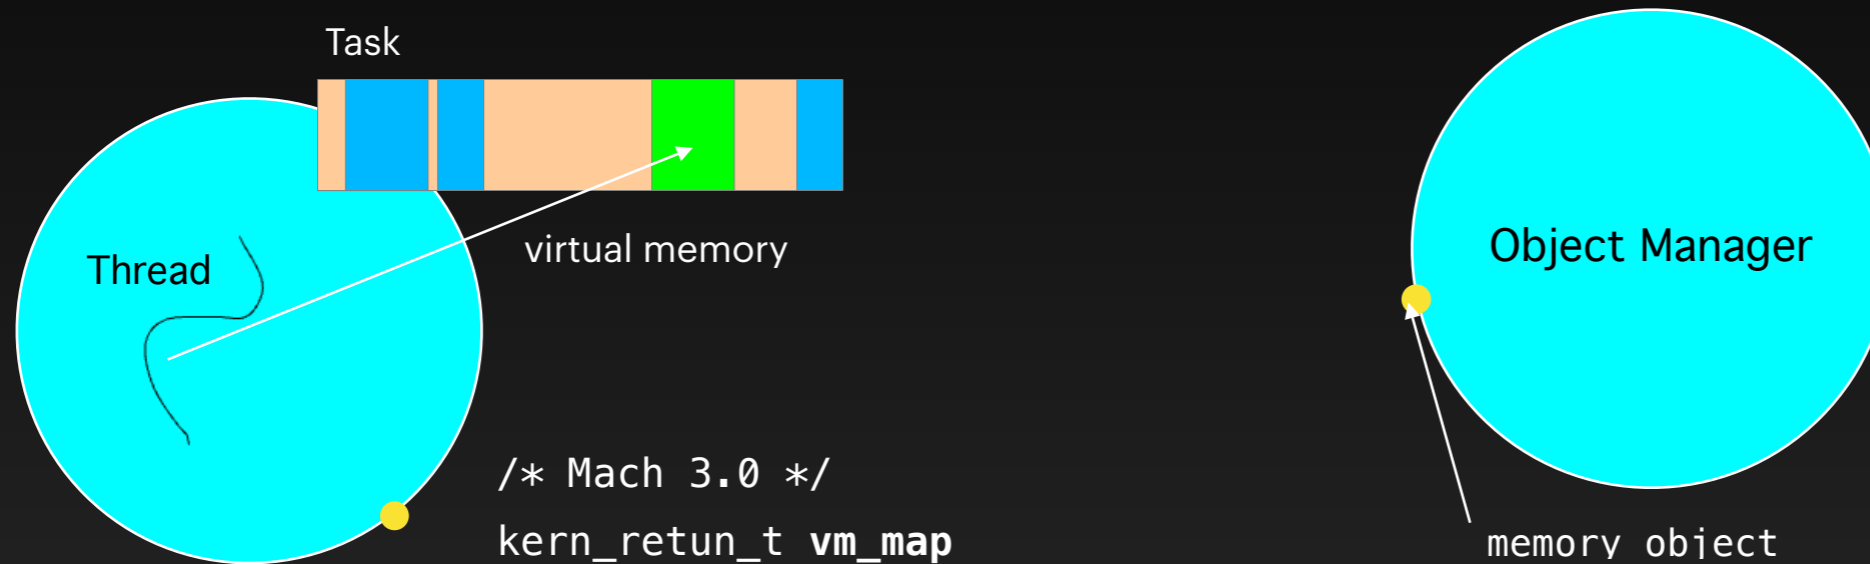 Task
Thread
virtual memory
Object Manager
/* Mach 3.0 */
kern_retun_t vm_map
memory object